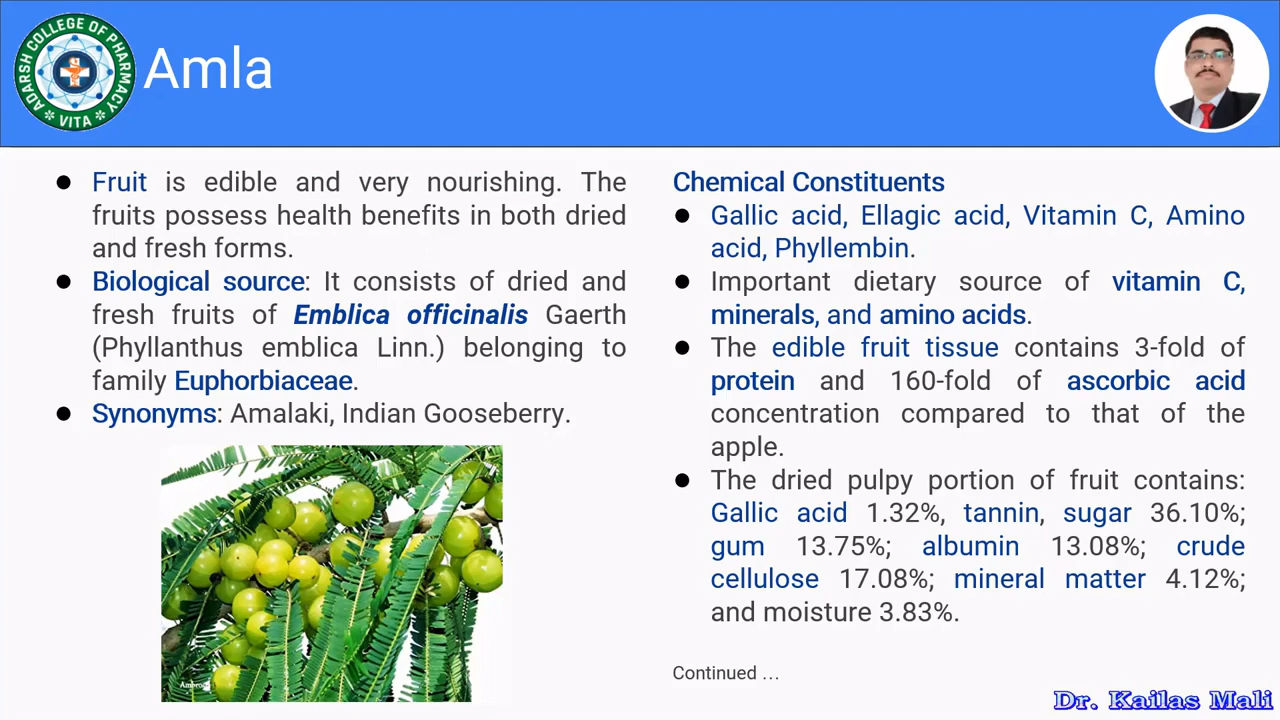 ADARSH COLLEGE OF PHARMACY
VITA
Amla
● Fruit is edible and very nourishing. The
fruits possess health benefits in both dried
and fresh forms.
● Biological source: It consists of dried and
fresh fruits of Emblica officinalis Gaerth
(Phyllanthus emblica Linn.) belonging to
family Euphorbiaceae.
● Synonyms: Amalaki, Indian Gooseberry.
Chemical Constituents
● Gallic acid, Ellagic acid, Vitamin C, Amino
acid, Phyllembin.
● Important dietary source of vitamin C,
minerals, and amino acids.
● The edible fruit tissue contains 3-fold of
protein and 160-fold of ascorbic acid
concentration compared to that of the
apple.
● The dried pulpy portion of fruit contains:
Gallic acid 1.32%, tannin, sugar 36.10%;
gum 13.75%; albumin 13.08%; crude
cellulose 17.08%; mineral matter 4.12%;
and moisture 3.83%.
Continued …
Dr. Kailas Mali